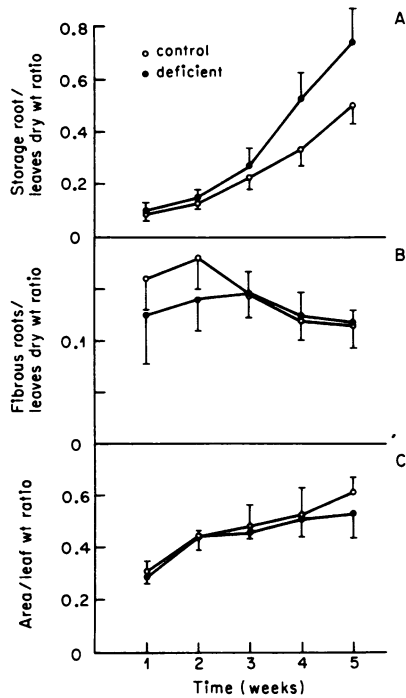 A
0.8
0.6
0.4
0.2
0
Storage root/
leaves dry wt ratio
control
deficient
B
0.1
0
Fibrous roots/
leaves dry wt ratio
C
0.6
0.4
0.2
0
Area/leaf wt ratio
1 2 3 4 5
Time (weeks)